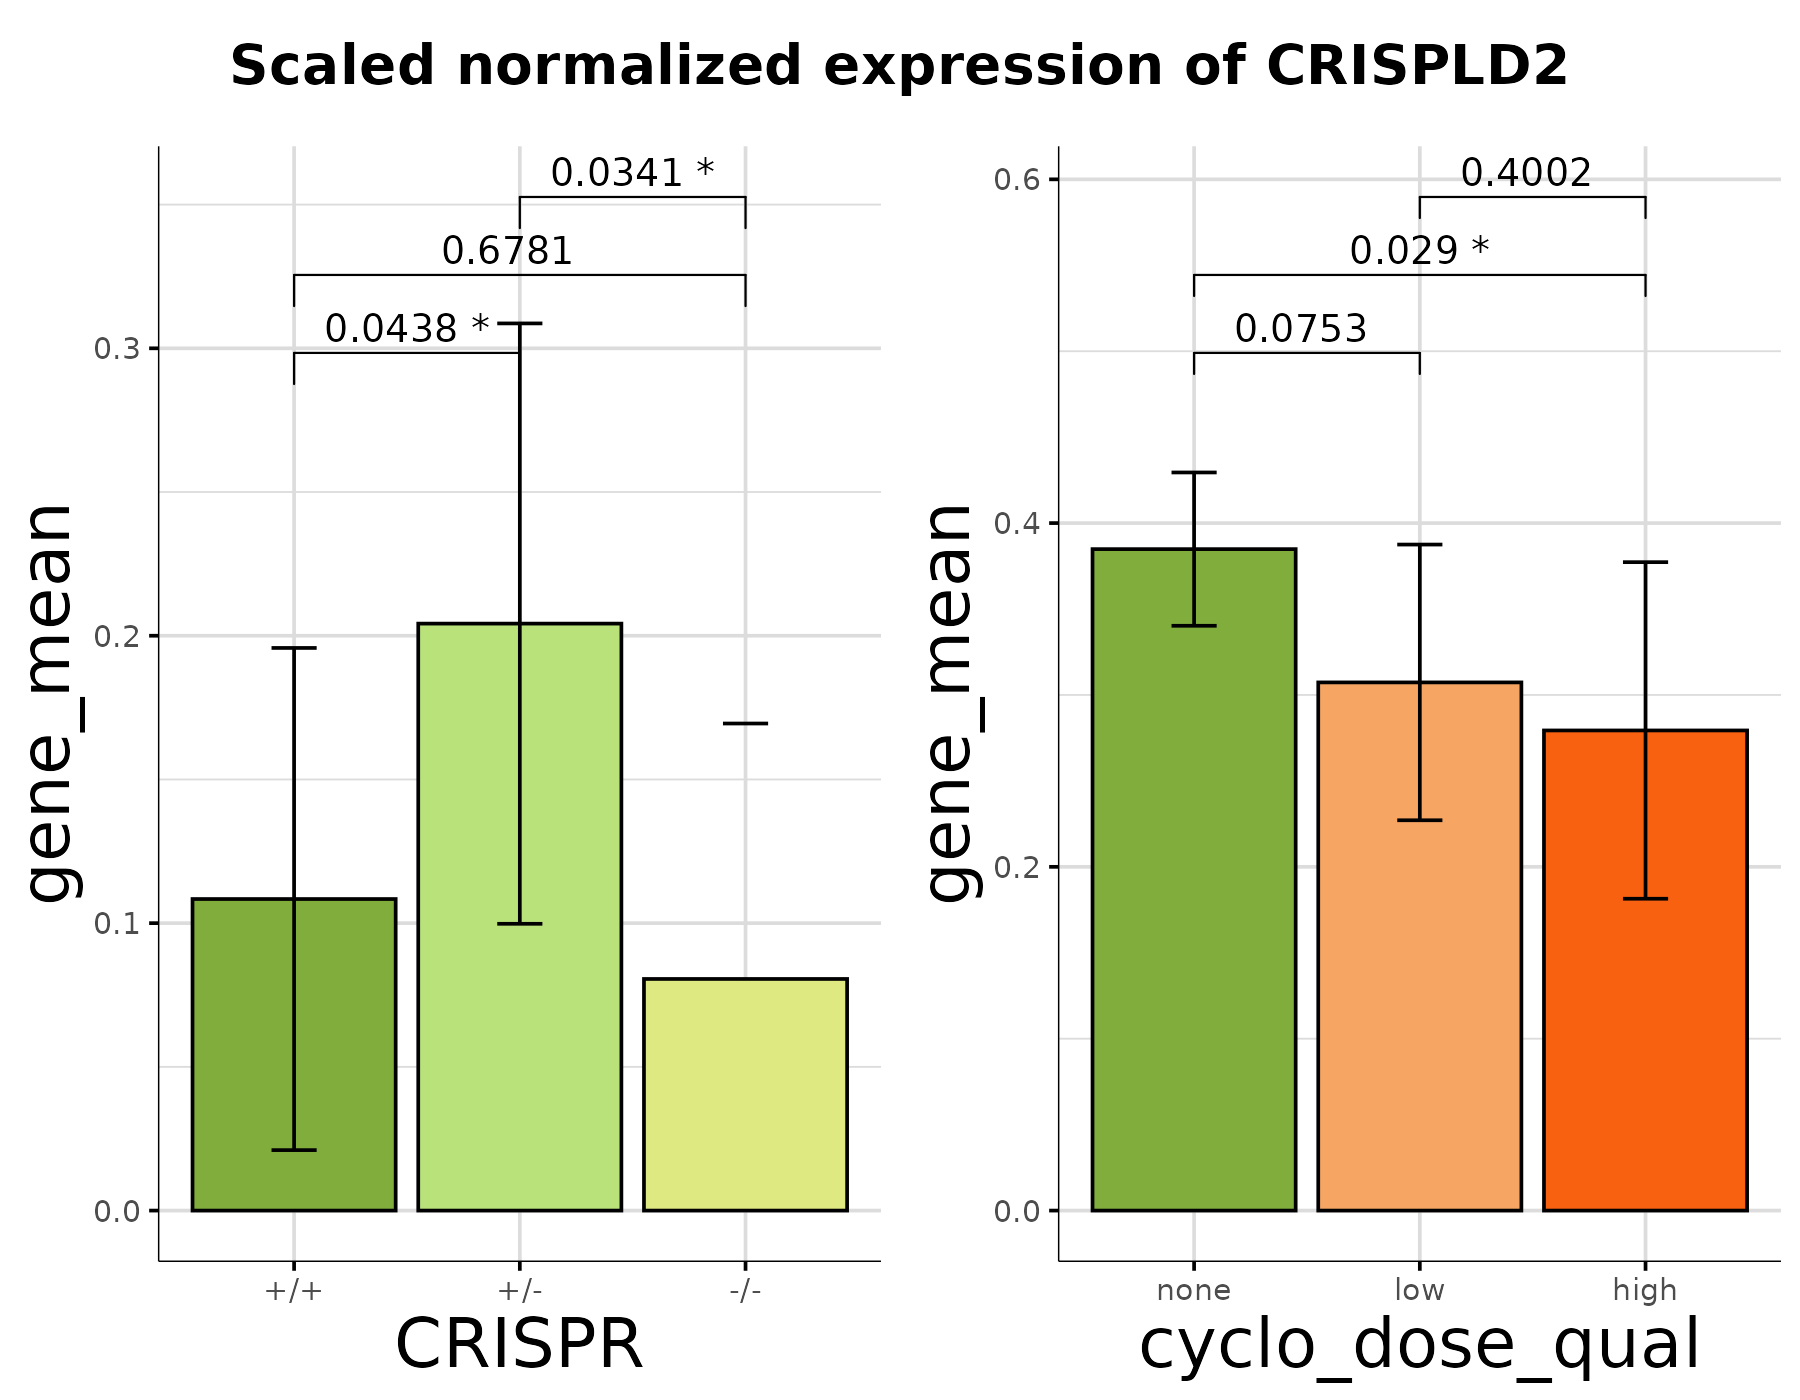 Scaled normalized expression of CRISPLD2
0.0341 *
0.6781
0.0438 *
0.3
0.2
0.1
0.0
gene_mean
+/+ +/- -/-
CRISPR
0.4002
0.029 *
0.0753
0.6
0.4
0.2
0.0
gene_mean
none low high
cyclo_dose_qual